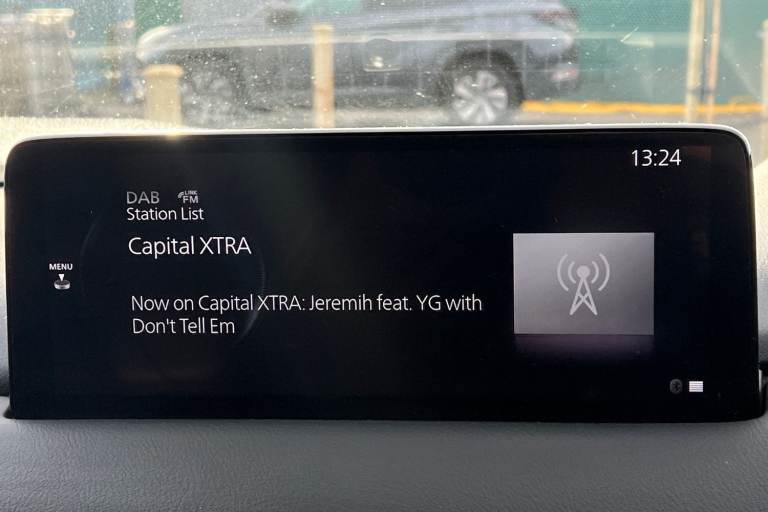 13:24
DAB LINK FM
Station List
Capital XTRA
MENU
Now on Capital XTRA: Jeremih feat. YG with
Don't Tell Em